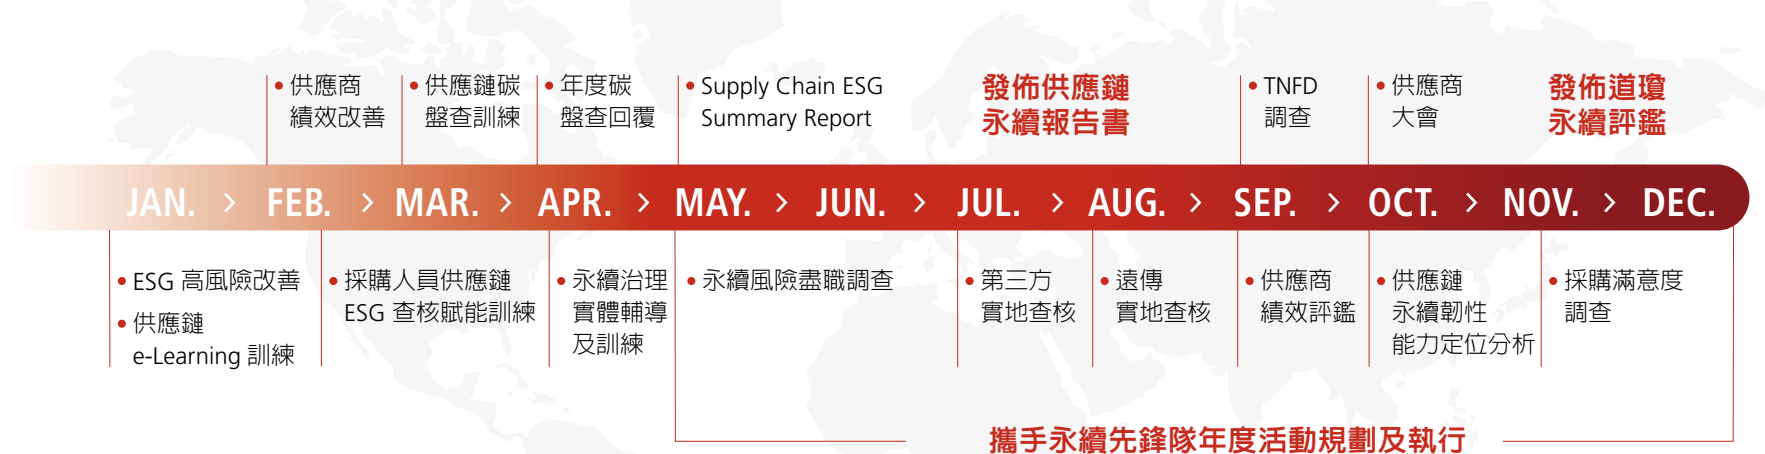 • 供應商
績效改善
• 供應鏈碳
盤查訓練
• 年度碳
盤查回覆
• Supply Chain ESG
Summary Report
發佈供應鏈
永續報告書
• TNFD
調查
• 供應商
大會
發佈道瓊
永續評鑑
JAN. > FEB. > MAR. > APR. > MAY. > JUN. > JUL. > AUG. > SEP. > OCT. > NOV. > DEC.
• ESG 高風險改善
• 供應鏈
e-Learning 訓練
• 採購人員供應鏈
ESG 查核賦能訓練
• 永續治理
實體輔導
及訓練
• 永續風險盡職調查
• 第三方
實地查核
• 遠傳
實地查核
• 供應商
績效評鑑
• 供應鏈
永續韌性
能力定位分析
• 採購滿意度
調查
攜手永續先鋒隊年度活動規劃及執行